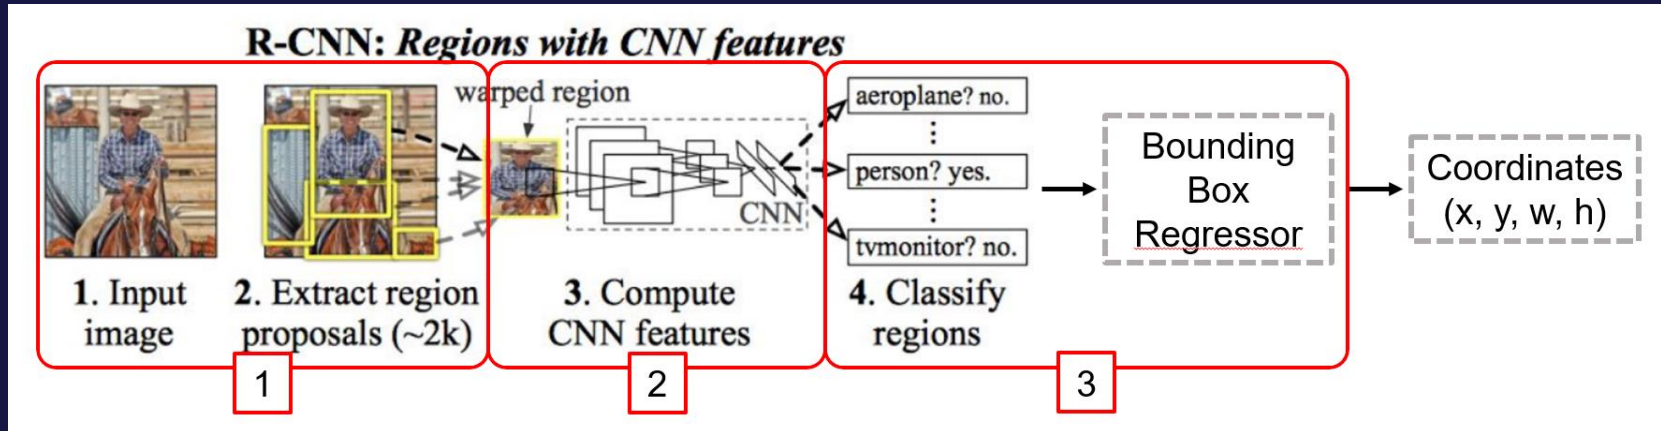 R-CNN: Regions with CNN features
1. Input
image
2. Extract region
proposals (~2k)
1
warped region
CNN
3. Compute
CNN features
2
aeroplane? no.
⋮
person? yes.
⋮
tvmonitor? no.
4. Classify
regions
Bounding
Box
Regressor
3
Coordinates
(x, y, w, h)